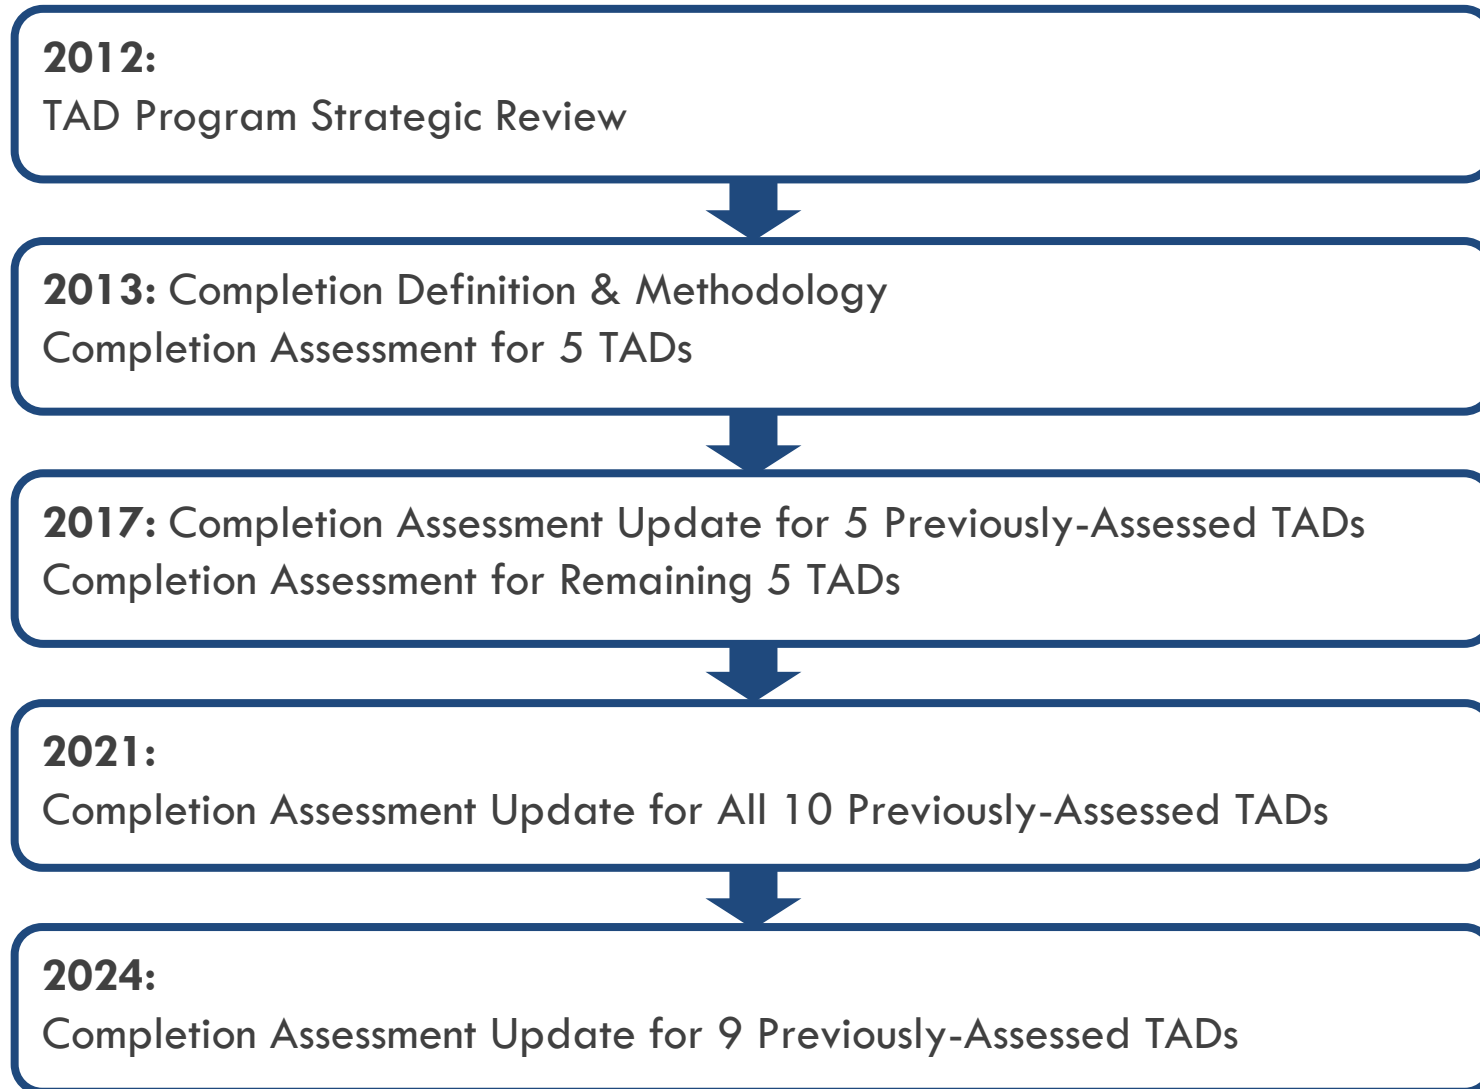 2012:
TAD Program Strategic Review
2013: Completion Definition & Methodology
Completion Assessment for 5 TADs
2017: Completion Assessment Update for 5 Previously-Assessed TADs
Completion Assessment for Remaining 5 TADs
2021:
Completion Assessment Update for All 10 Previously-Assessed TADs
2024:
Completion Assessment Update for 9 Previously-Assessed TADs